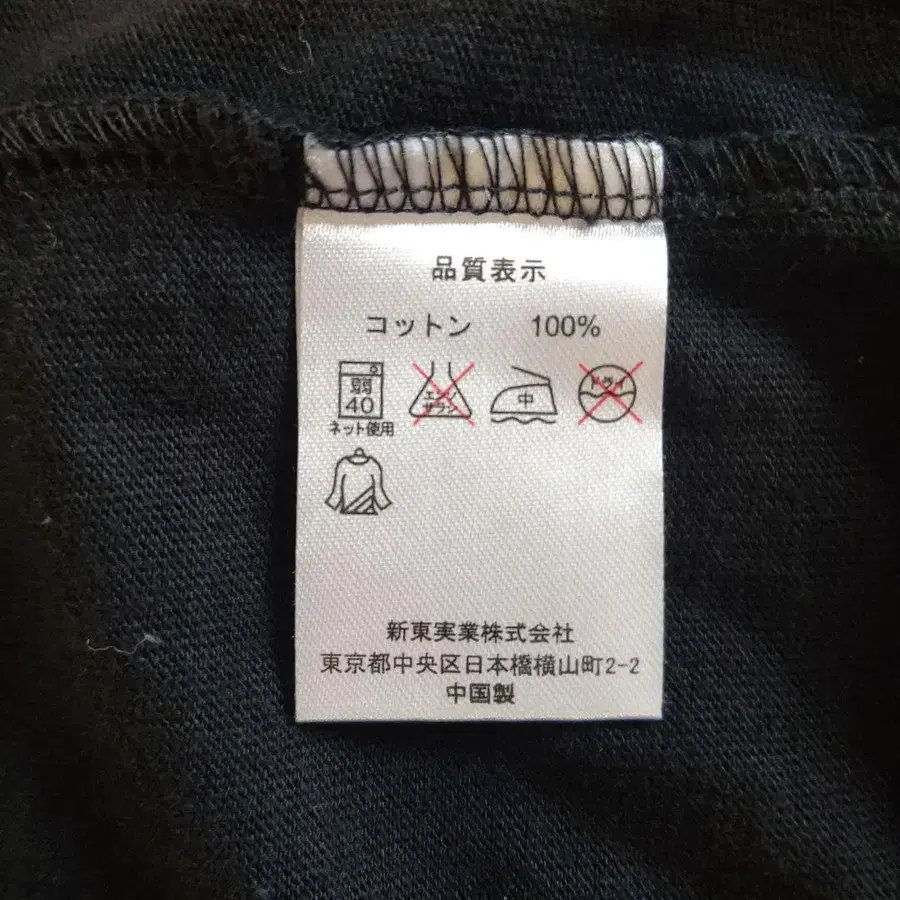 品質表示
コットン 100%
弱 エンソ 中 ドライ
40 サラシ
ネット使用
新東実業株式会社
東京都中央区日本橋横山町2-2
中国製